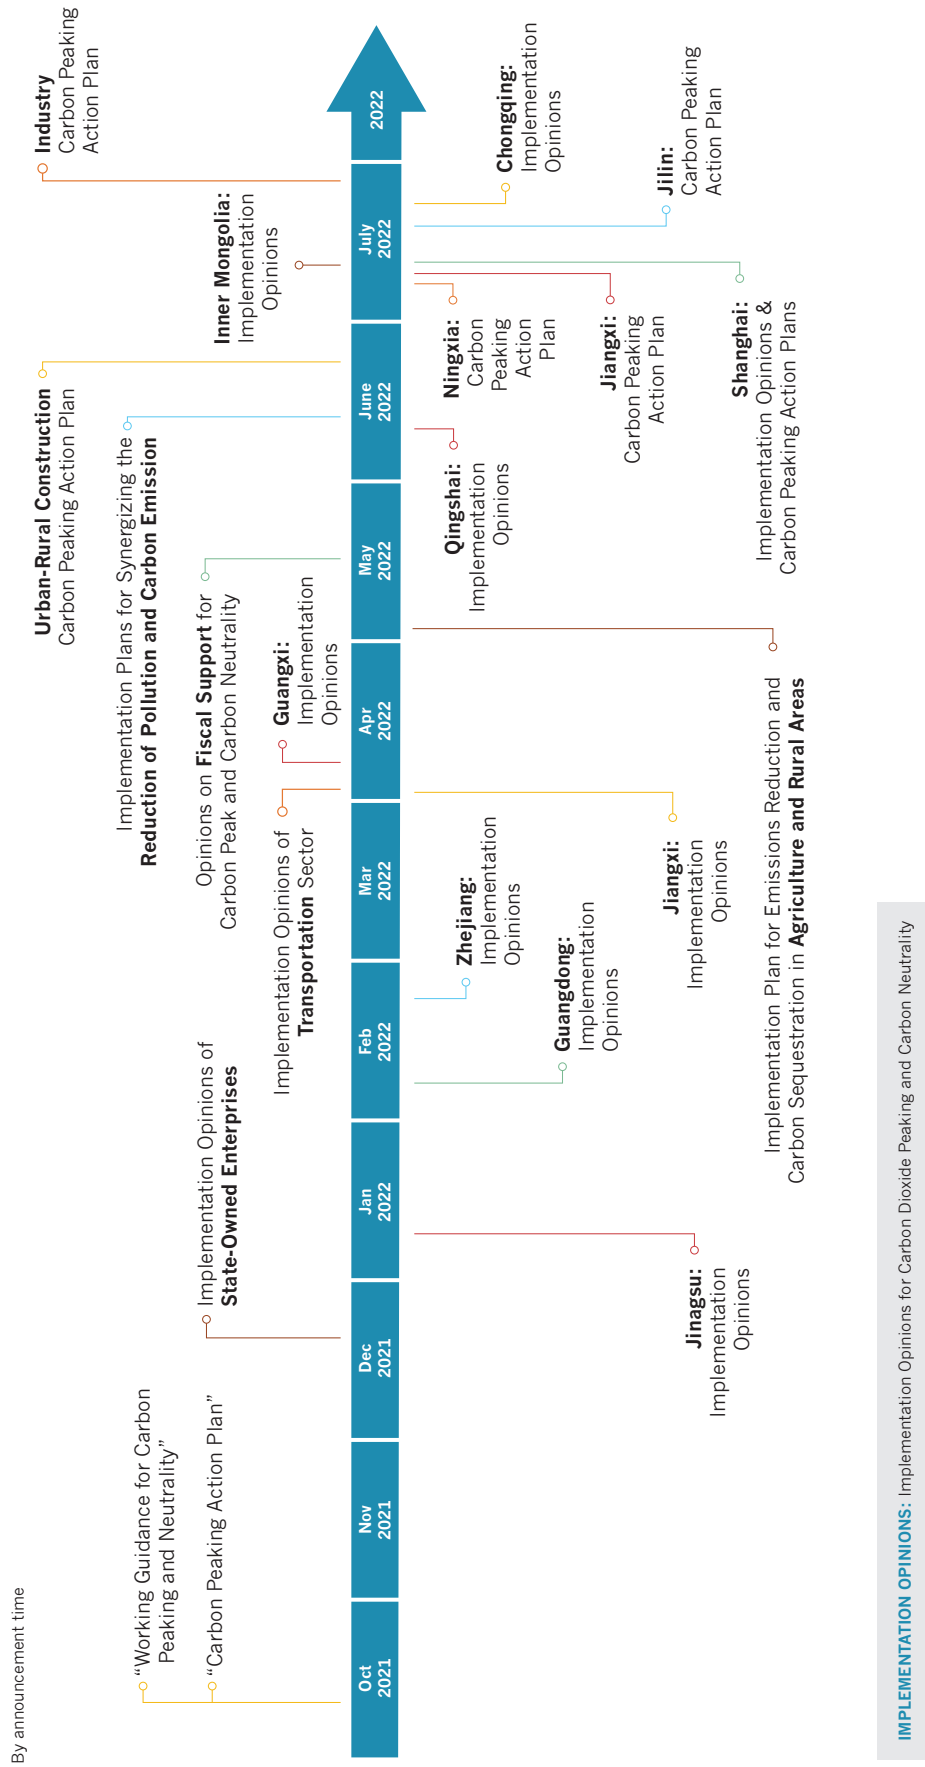 By announcement time
“Working Guidance for Carbon
Peaking and Neutrality”
“Carbon Peaking Action Plan”
Implementation Opinions of
State-Owned Enterprises
Implementation Opinions of
Transportation Sector
Guangxi:
Implementation
Opinions
Opinions on Fiscal Support for
Carbon Peak and Carbon Neutrality
Implementation Plans for Synergizing the
Reduction of Pollution and Carbon Emission
Urban-Rural Construction
Carbon Peaking Action Plan
Inner Mongolia:
Implementation
Opinions
Industry
Carbon Peaking
Action Plan
Oct
2021
Nov
2021
Dec
2021
Jan
2022
Feb
2022
Mar
2022
Apr
2022
May
2022
June
2022
July
2022
2022
Jinagsu:
Implementation
Opinions
Guangdong:
Implementation
Opinions
Zhejiang:
Implementation
Opinions
Jiangxi:
Implementation
Opinions
Implementation Plan for Emissions Reduction and
Carbon Sequestration in Agriculture and Rural Areas
Qingshai:
Implementation
Opinions
Ningxia:
Carbon
Peaking
Action
Plan
Jiangxi:
Carbon Peaking
Action Plan
Shanghai:
Implementation Opinions &
Carbon Peaking Action Plans
Jilin:
Carbon Peaking
Action Plan
Chongqing:
Implementation
Opinions
IMPLEMENTATION OPINIONS: Implementation Opinions for Carbon Dioxide Peaking and Carbon Neutrality